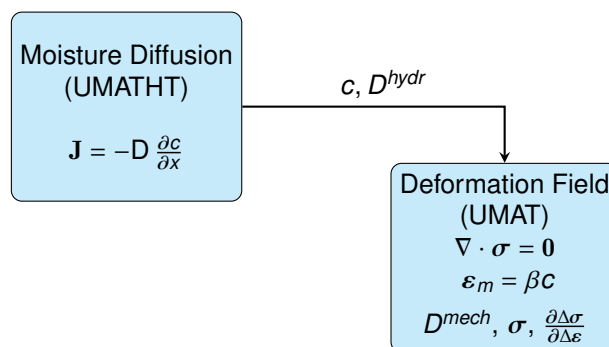 Moisture Diffusion
(UMATHT)
J = −D ∂c/∂x
c, D^hydr
Deformation Field
(UMAT)
∇ · σ = 0
ε_m = βc
D^mech, σ, ∂Δσ/∂Δε